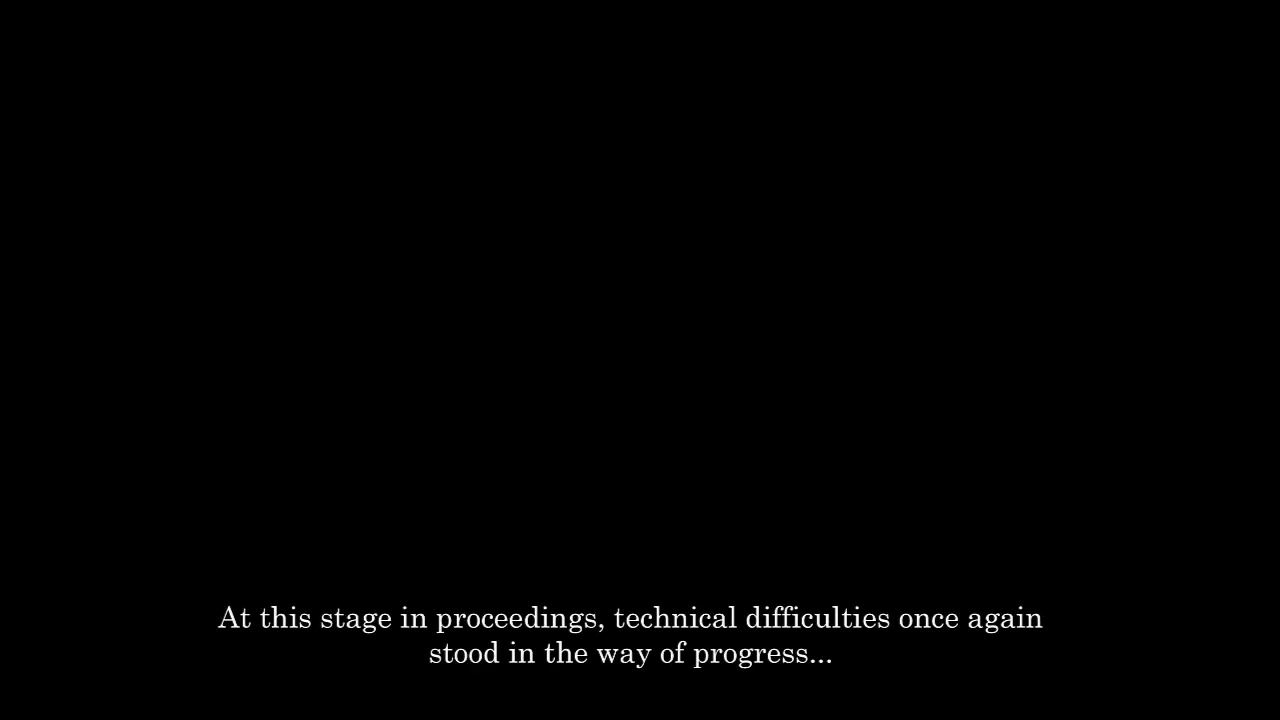 At this stage in proceedings, technical difficulties once again
stood in the way of progress...